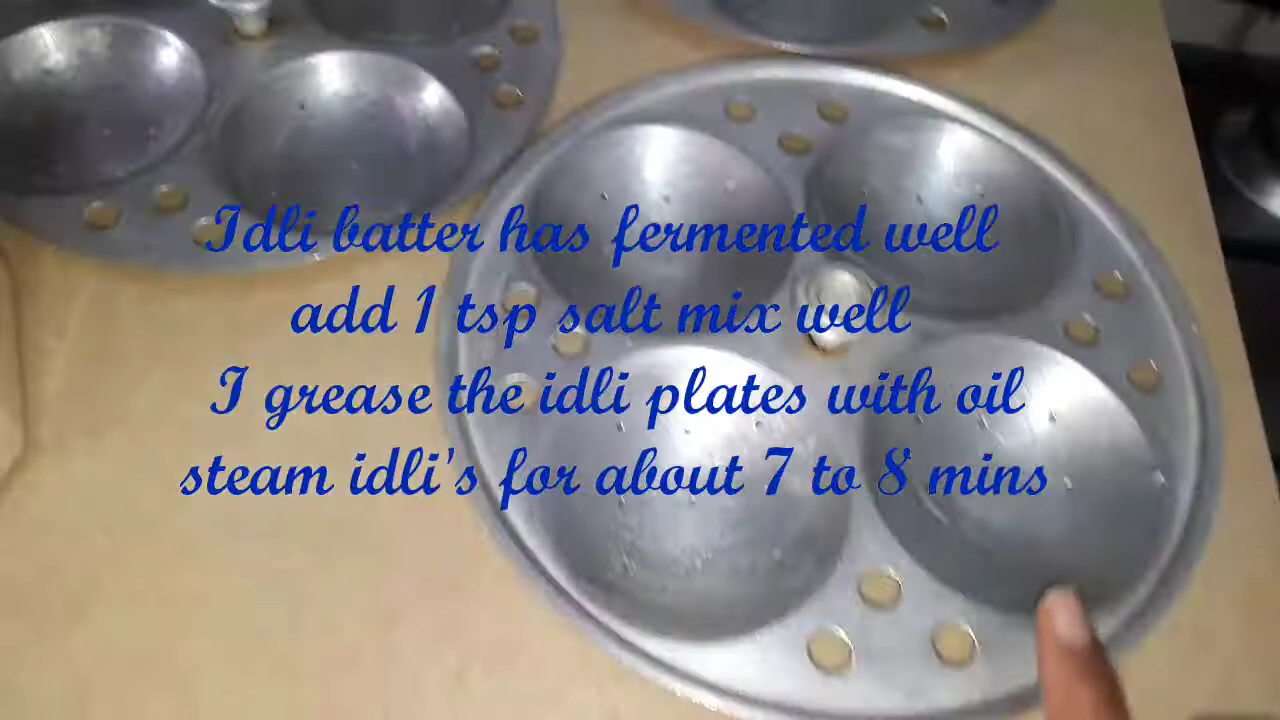 Idli batter has fermented well
add 1 tsp salt mix well
I grease the idli plates with oil
steam idli's for about 7 to 8 mins